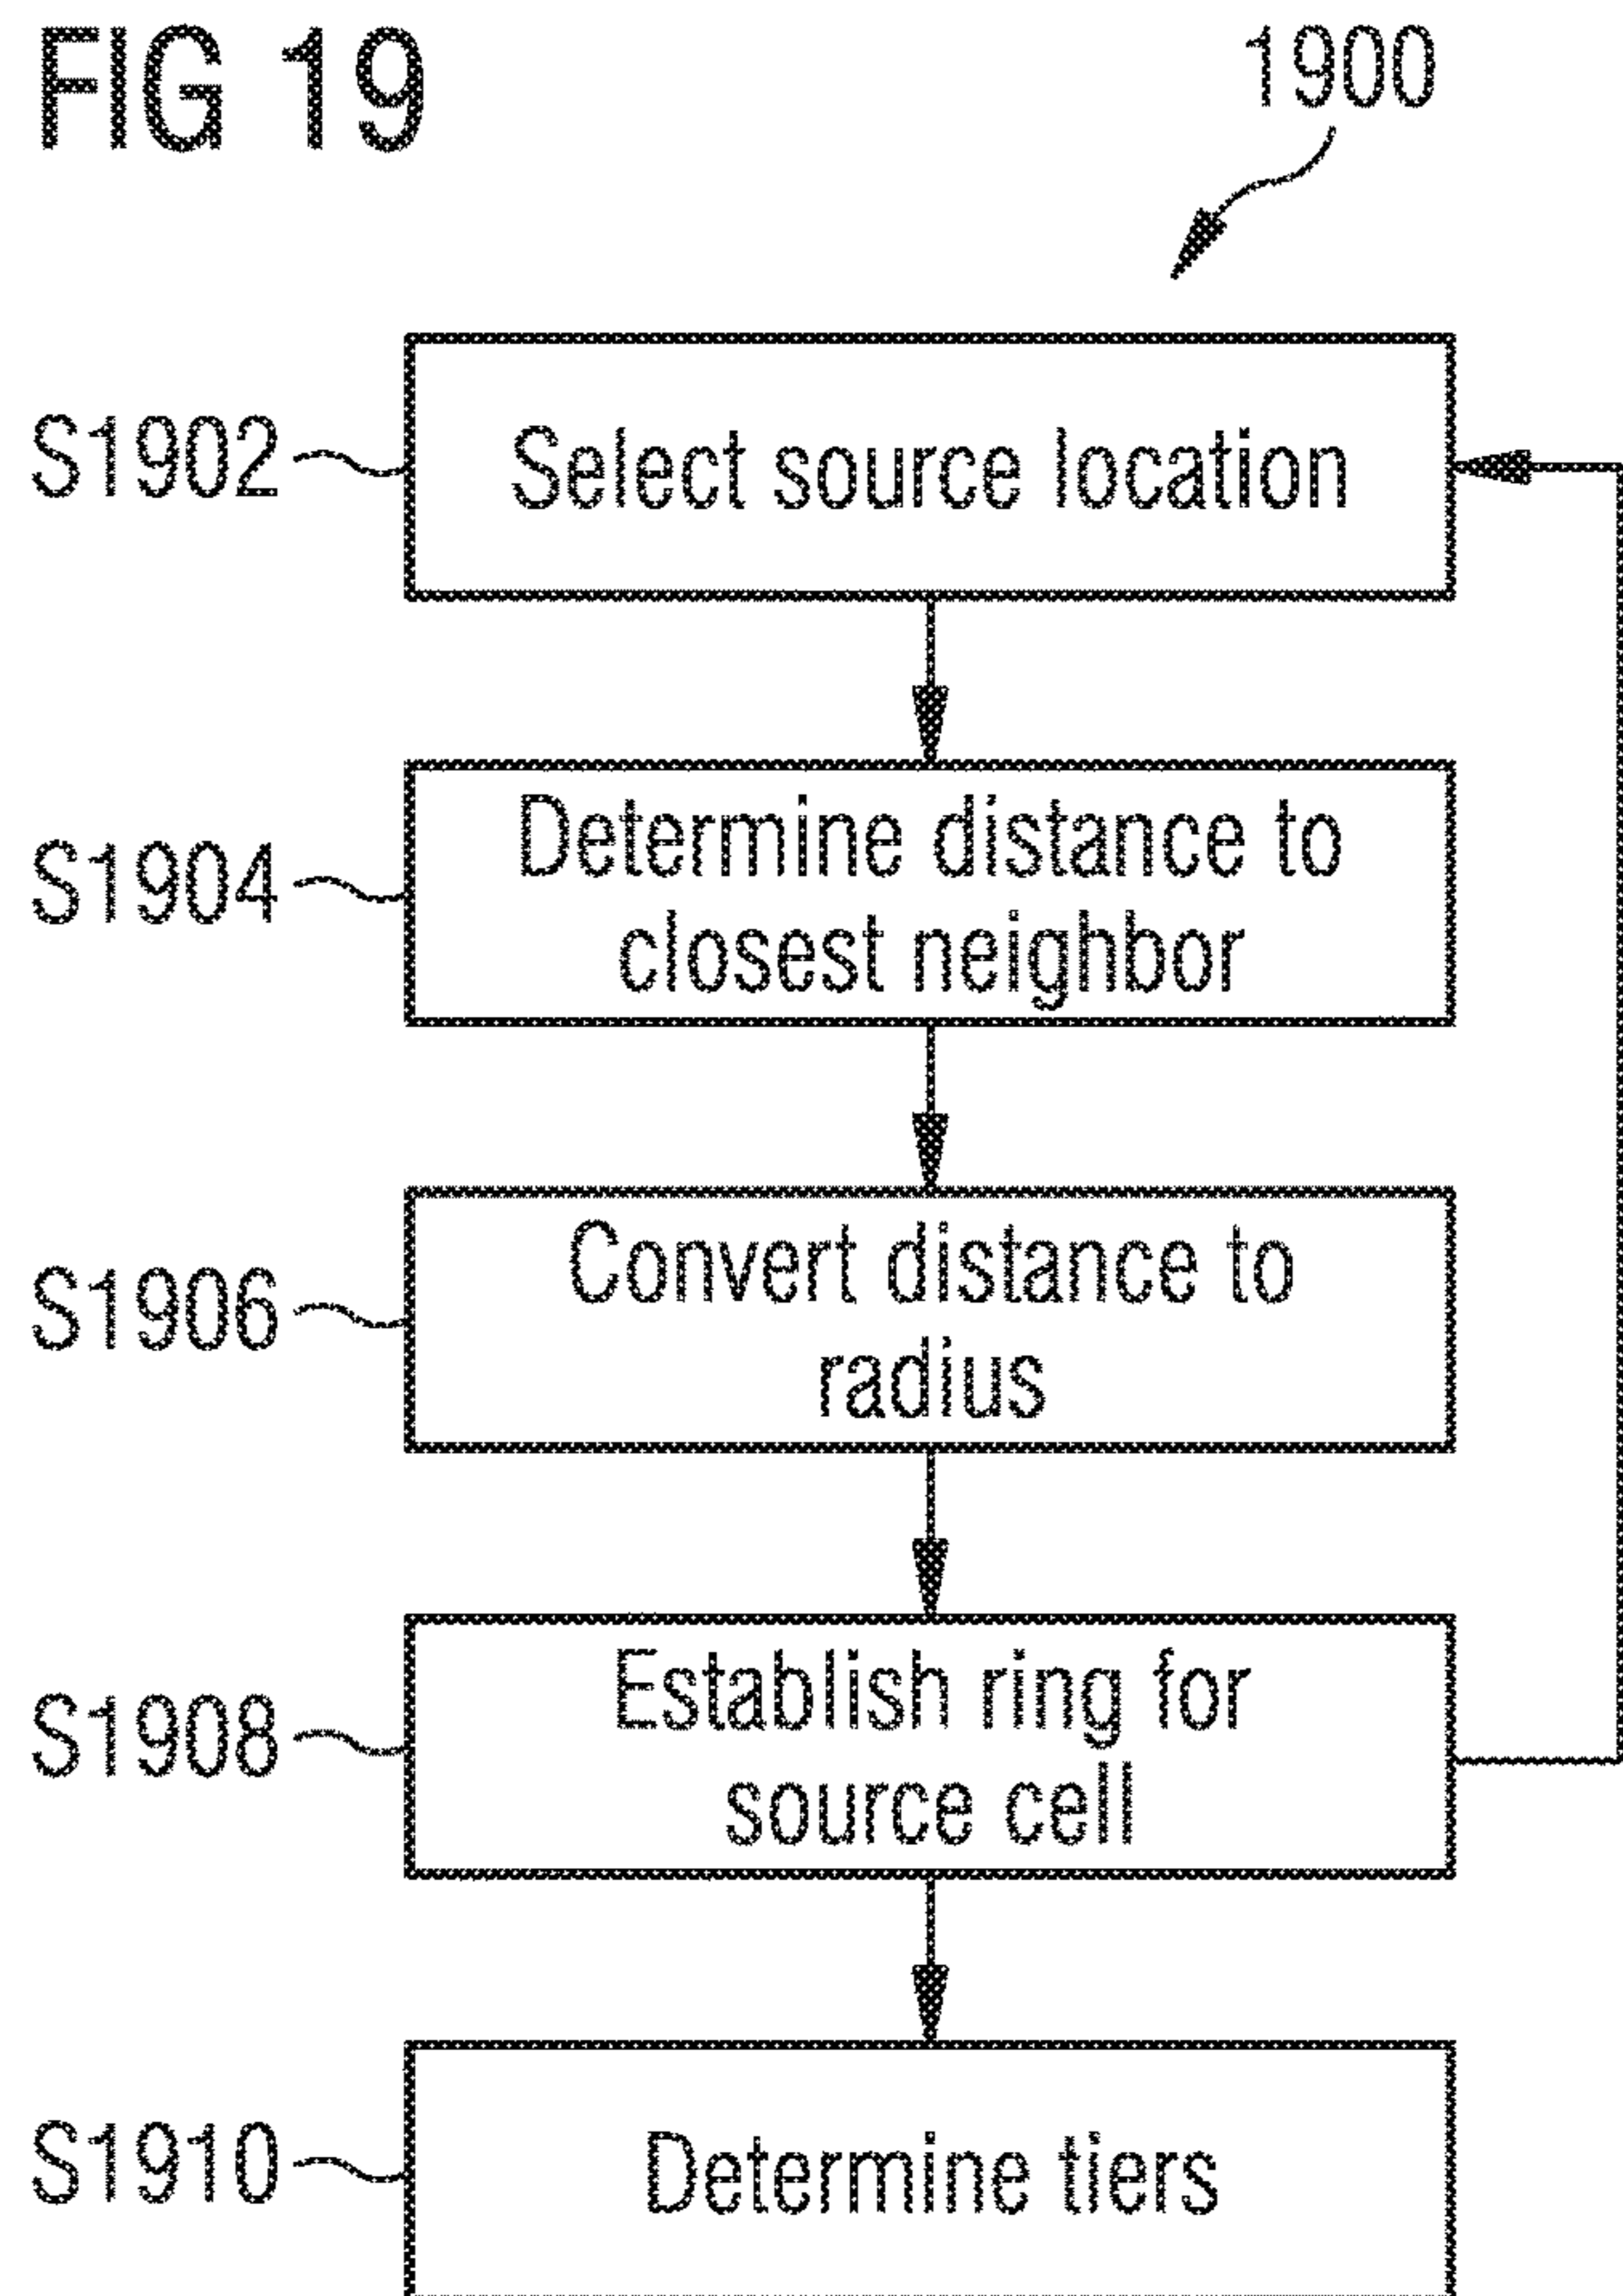 FIG 19
1900
S1902
Select source location
S1904
Determine distance to
closest neighbor
S1906
Convert distance to
radius
S1908
Establish ring for
source cell
S1910
Determine tiers